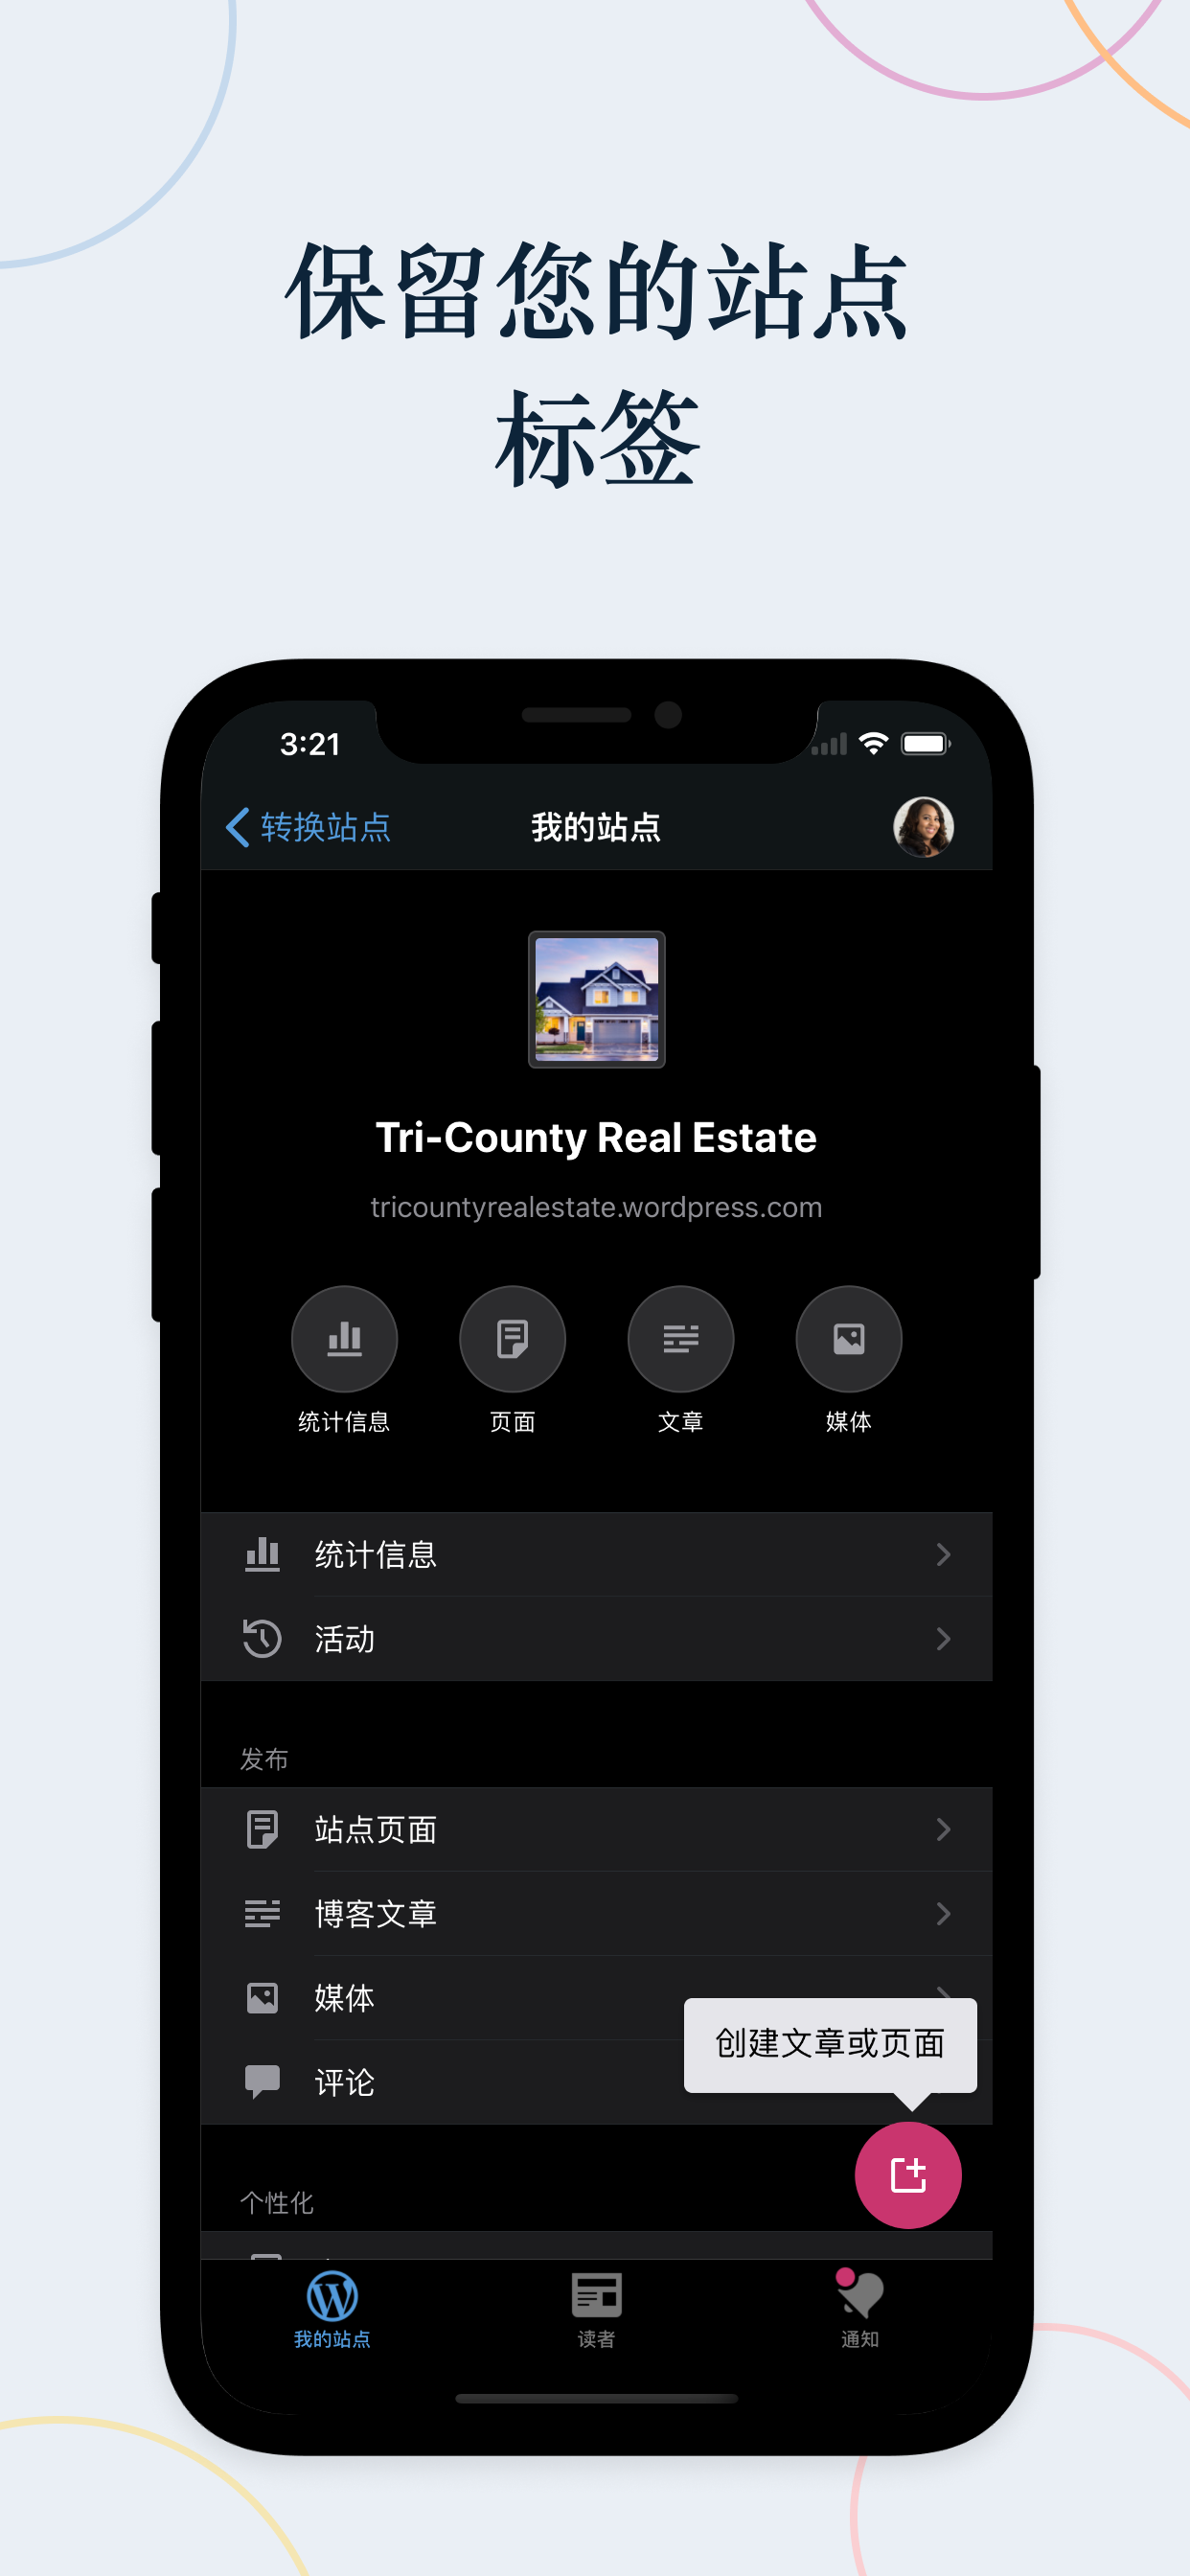 保留您的站点
标签
3:21
转换站点
我的站点
Tri-County Real Estate
tricountyrealestate.wordpress.com
统计信息
页面
文章
媒体
统计信息
活动
发布
站点页面
博客文章
媒体
创建文章或页面
评论
个性化
我的站点
读者
通知